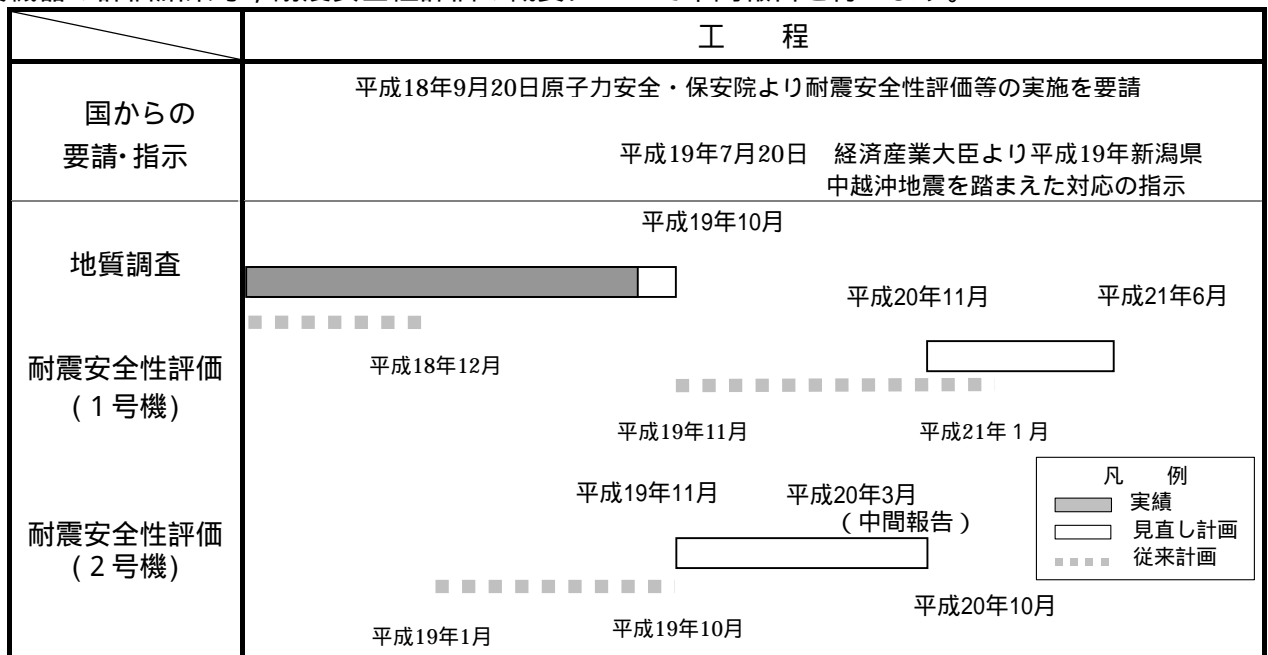 工　程
国からの
要請・指示
平成18年9月20日原子力安全・保安院より耐震安全性評価等の実施を要請
平成19年7月20日　経済産業大臣より平成19年新潟県
中越沖地震を踏まえた対応の指示
地質調査
平成19年10月
平成18年12月
耐震安全性評価
(１号機)
平成20年11月
平成21年6月
平成19年11月
平成21年１月
耐震安全性評価
(２号機)
平成19年11月
平成20年3月
（中間報告）
平成20年10月
平成19年1月
平成19年10月
凡　例
実績
見直し計画
従来計画